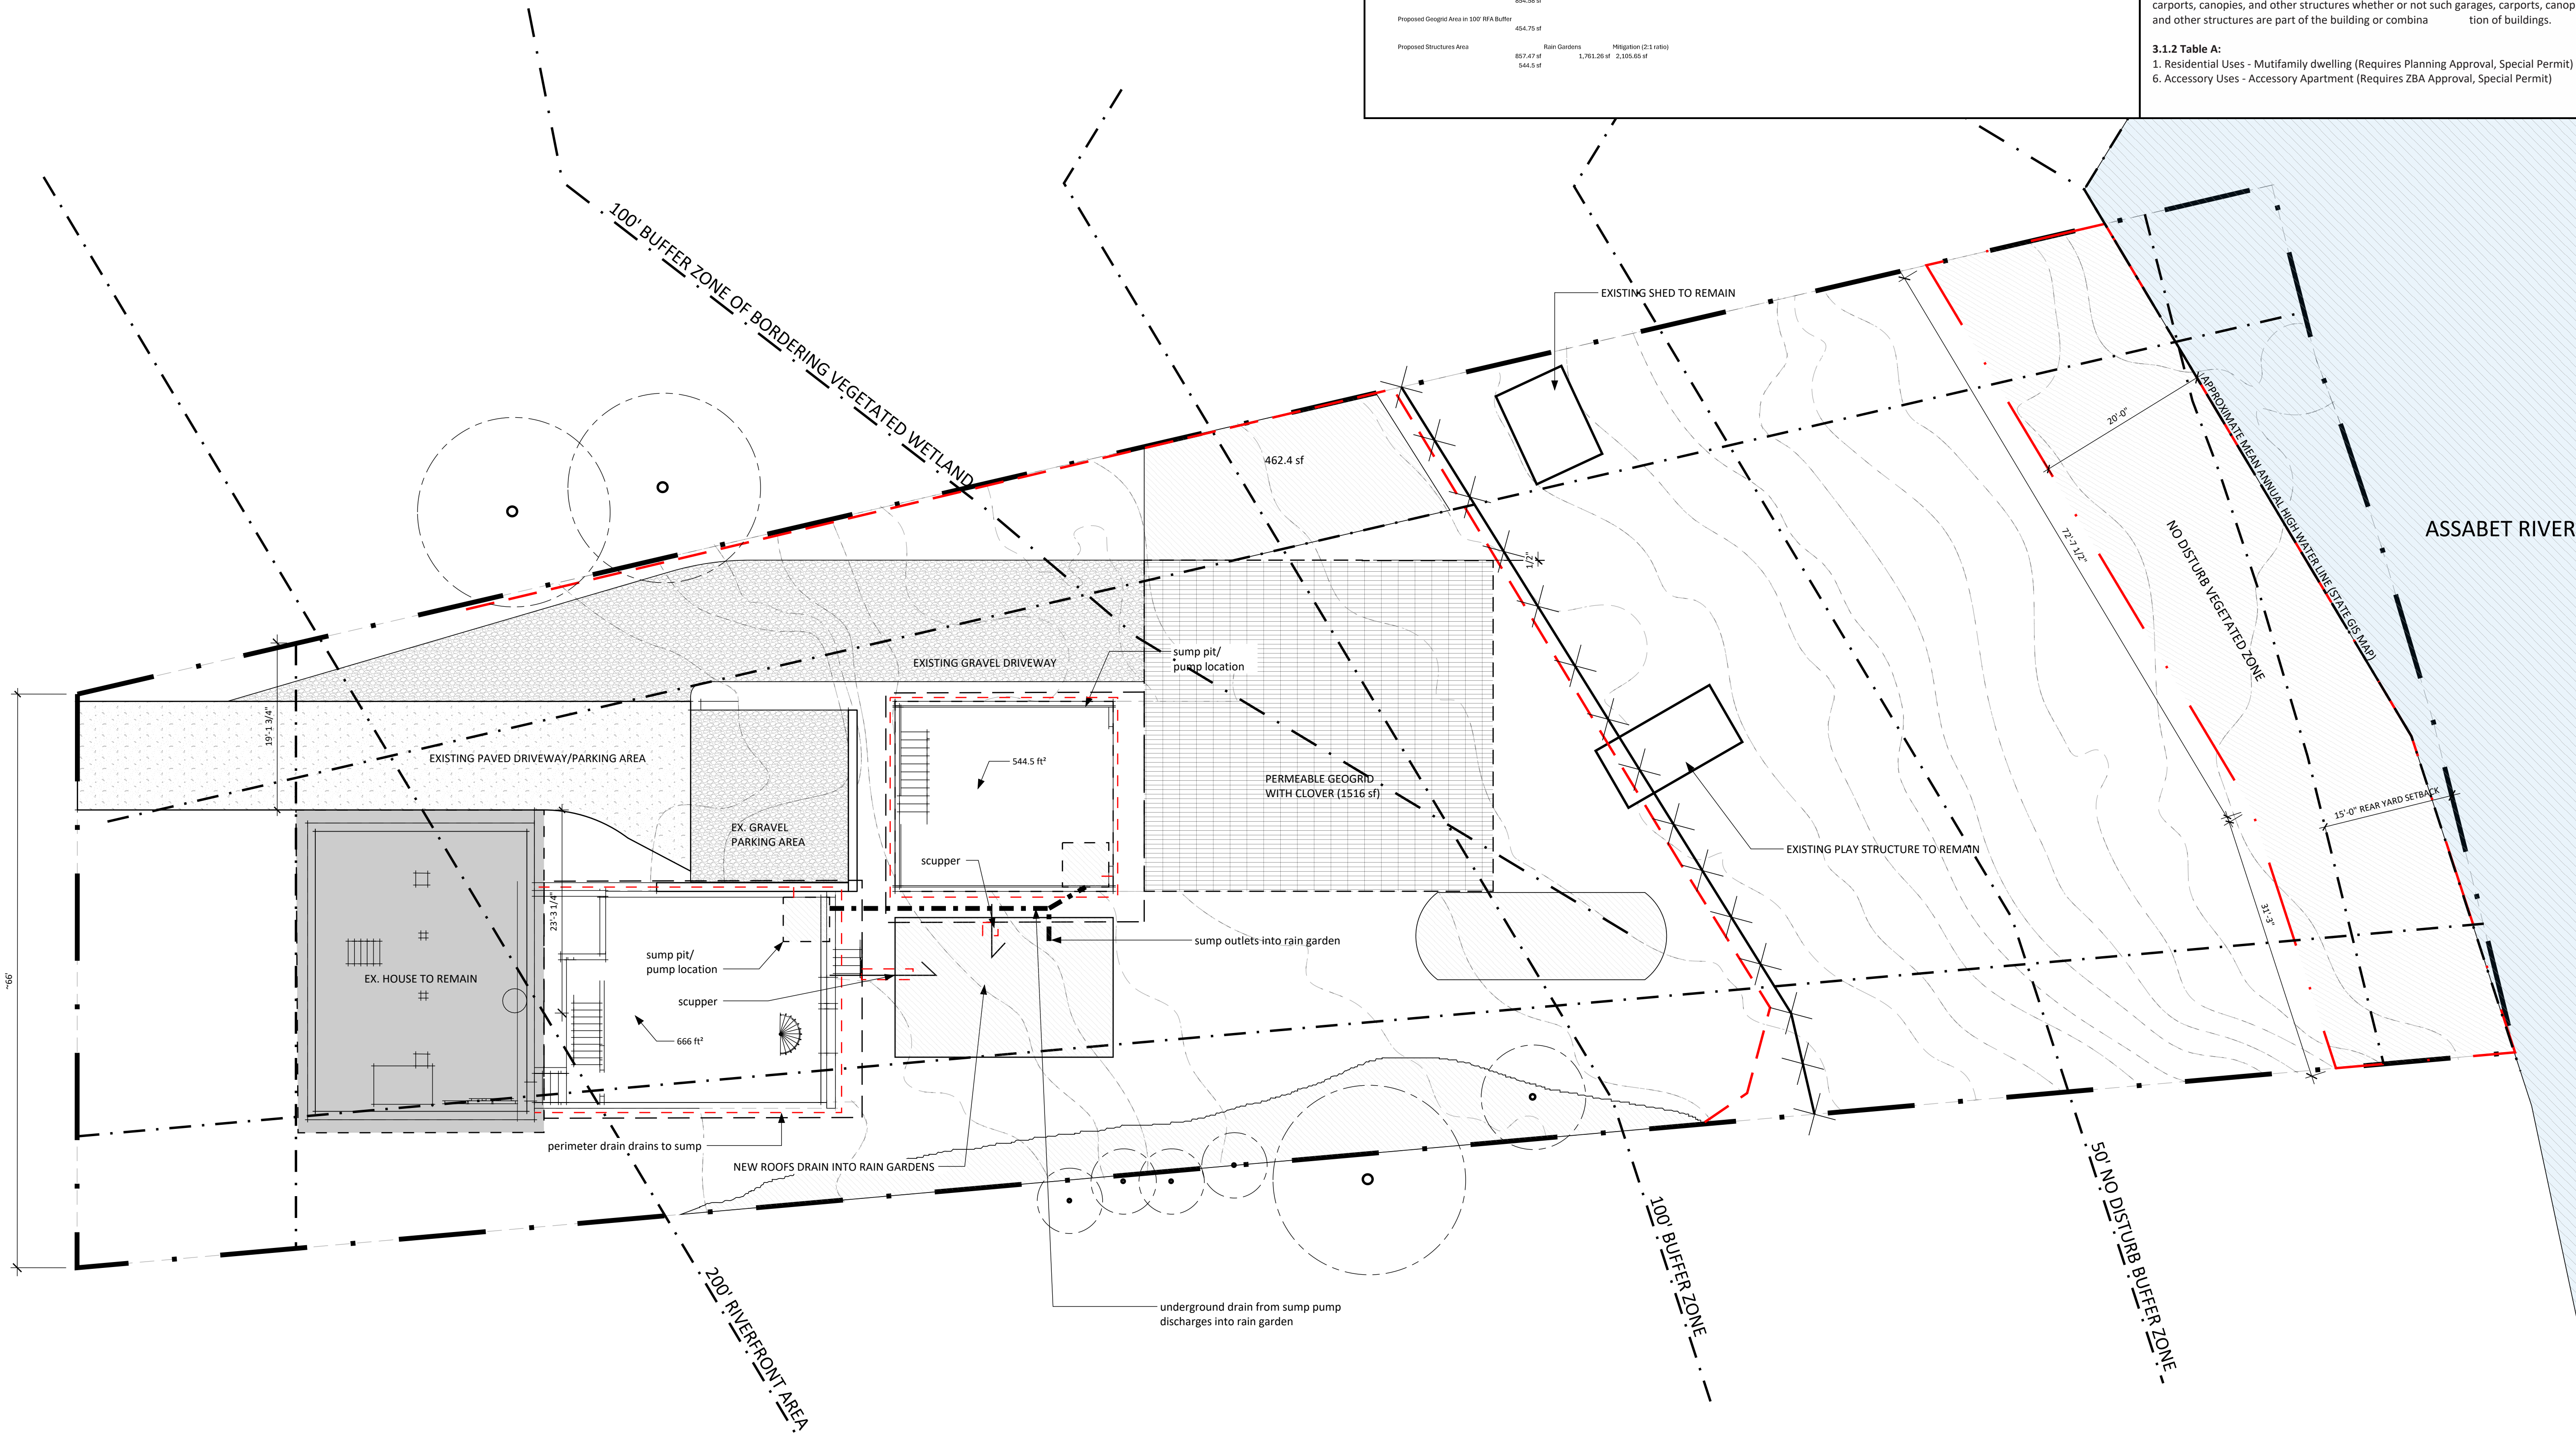 854.58 sf
Proposed Geogrid Area in 100' RFA Buffer
454.75 sf
Proposed Structures Area Rain Gardens Mitigation (2:1 ratio)
857.47 sf 1,761.26 sf 2,105.65 sf
544.5 sf
carports, canopies, and other structures whether or not such garages, carports, canop
and other structures are part of the building or combina tion of buildings.
3.1.2 Table A:
1. Residential Uses - Mutifamily dwelling (Requires Planning Approval, Special Permit)
6. Accessory Uses - Accessory Apartment (Requires ZBA Approval, Special Permit)
100' BUFFER ZONE OF BORDERING VEGETATED WETLAND
EXISTING SHED TO REMAIN
462.4 sf
20'-0"
APPROXIMATE MEAN ANNUAL HIGH WATER LINE (STATE GIS MAP)
ASSABET RIVER
NO DISTURB VEGETATED ZONE
72'-7 1/2"
1/2"
EXISTING GRAVEL DRIVEWAY
sump pit/
pump location
19'-1 3/4"
EXISTING PAVED DRIVEWAY/PARKING AREA
544.5 ft²
PERMEABLE GEOGRID
WITH CLOVER (1516 sf)
15'-0" REAR YARD SETBACK
EX. GRAVEL
PARKING AREA
EXISTING PLAY STRUCTURE TO REMAIN
scupper
23'-3 1/4"
31'-3"
sump outlets into rain garden
sump pit/
pump location
EX. HOUSE TO REMAIN
~66'
scupper
666 ft²
perimeter drain drains to sump
NEW ROOFS DRAIN INTO RAIN GARDENS
underground drain from sump pump
discharges into rain garden
200' RIVERFRONT AREA
100' BUFFER ZONE
50' NO DISTURB BUFFER ZONE